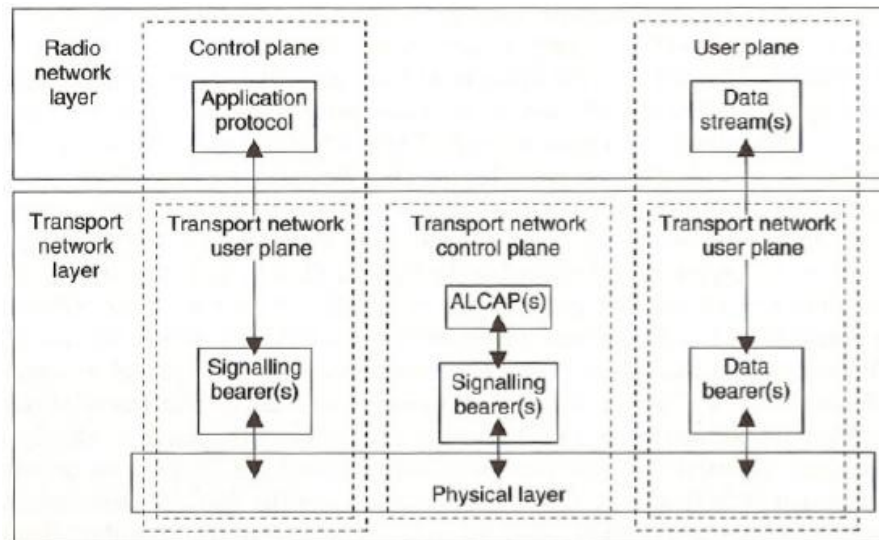 Radio
network
layer
Control plane
Application
protocol
User plane
Data
stream(s)
Transport
network
layer
Transport network
user plane
Signalling
bearer(s)
Transport network
control plane
ALCAP(s)
Signalling
bearer(s)
Transport network
user plane
Data
bearer(s)
Physical layer